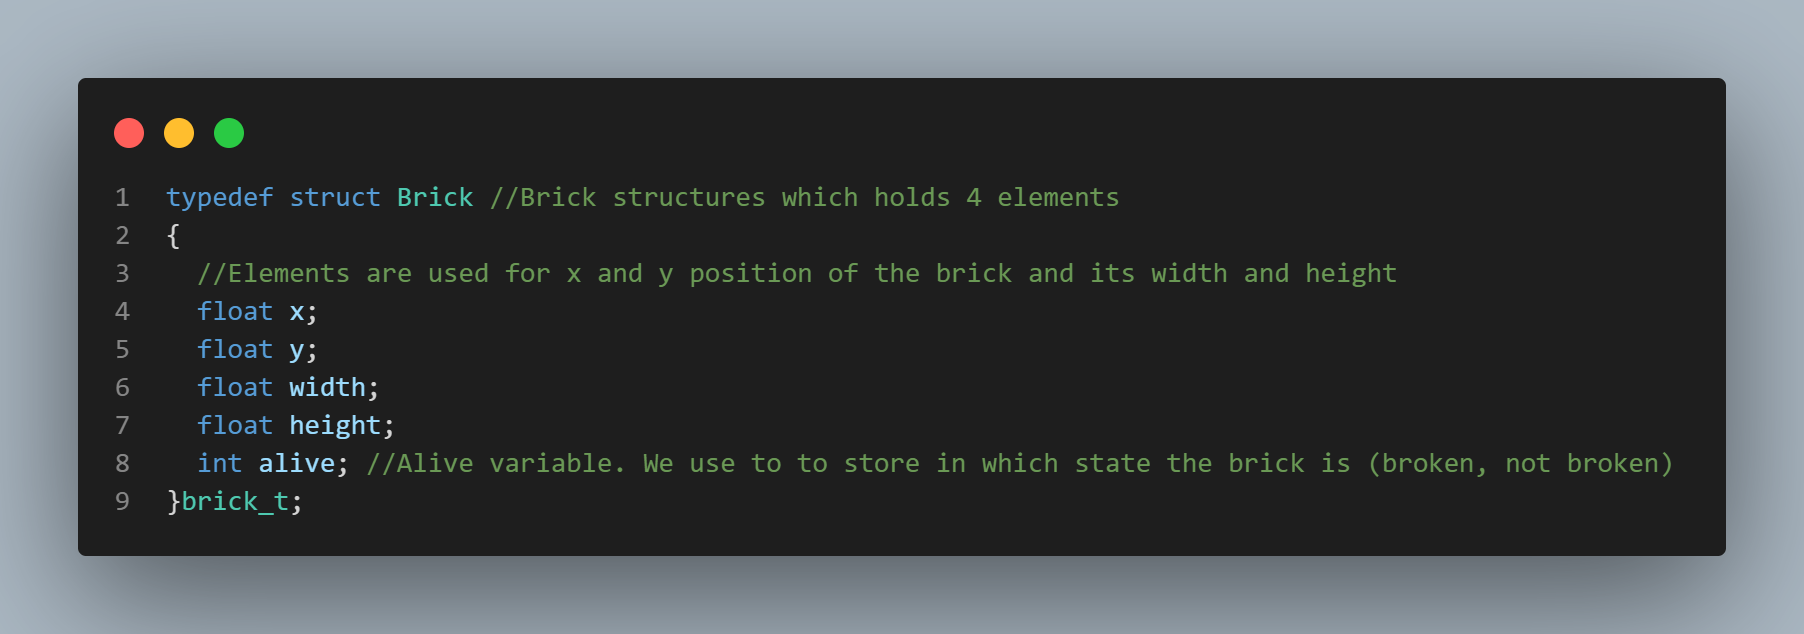 1 typedef struct Brick //Brick structures which holds 4 elements
2 {
3   //Elements are used for x and y position of the brick and its width and height
4   float x;
5   float y;
6   float width;
7   float height;
8   int alive; //Alive variable. We use to to store in which state the brick is (broken, not broken)
9 }brick_t;